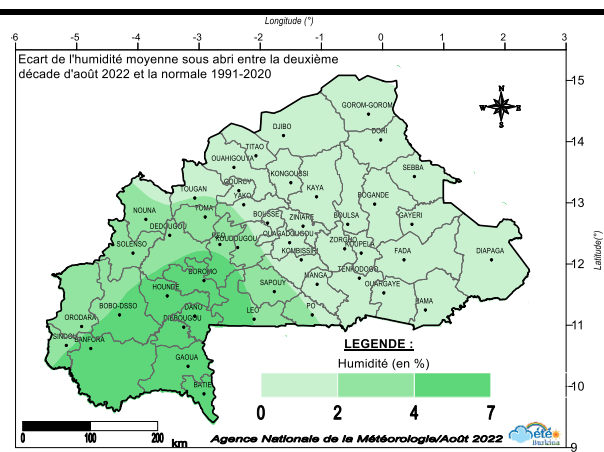 Longitude (°)
-6 -5 -4 -3 -2 -1 0 1 2 3
Ecart de l'humidité moyenne sous abri entre la deuxième
décade d'août 2022 et la normale 1991-2020
15
N
W E
S
GOROM-GOROM
DJIBO
DORI
14
TITAO
OUAHIGOUYA
SEBBA
KONGOUSSI
GOURCY
TOUGAN
KAYA
BOGANDE
YAKO
13
NOUNA
TOMA
BOUSSE
ZINIARE
BOULSA
GAYERI
DEDOUGOU
REO
OUAGADOUGOU
ZORGHO
SOLENSO
KOUDOUGOU
KOMBISSIRI
KOUPELA
FADA
DIAPAGA
Latitude(°)
12
BOROMO
TENKODOGO
HOUNDE
SAPOUY
MANGA
OUARGAYE
BOBO-DSSO
DANO
LEO
PO
PAMA
ORODARA
DIEBOUGOU
11
SINDOU
BANFORA
LEGENDE :
GAOUA
Humidité (en %)
BATIE
10
0 2 4 7
0 100 200
km
Agence Nationale de la Météorologie/Août 2022
Météo
Burkina
9